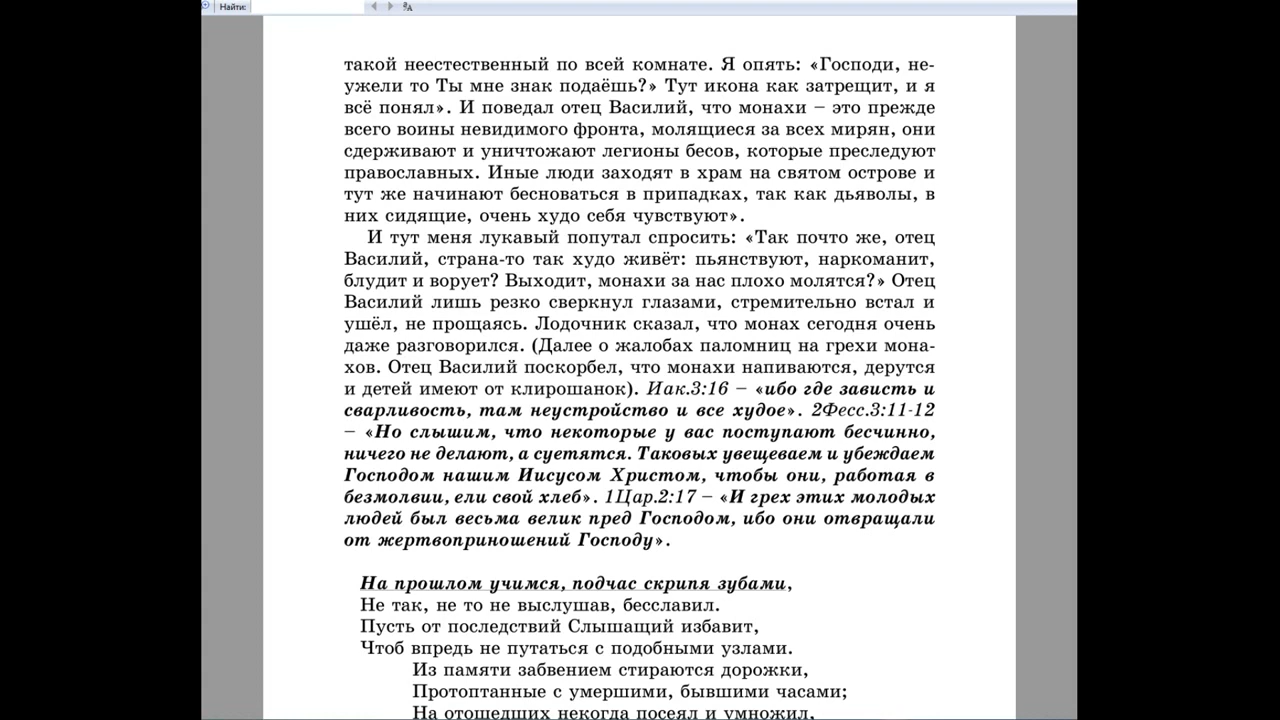 Найти:
такой неестественный по всей комнате. Я опять: «Господи, не-
ужели то Ты мне знак подаёшь?» Тут икона как затрещит, и я
всё понял». И поведал отец Василий, что монахи – это прежде
всего воины невидимого фронта, молящиеся за всех мирян, они
сдерживают и уничтожают легионы бесов, которые преследуют
православных. Иные люди заходят в храм на святом острове и
тут же начинают бесноваться в припадках, так как дьяволы, в
них сидящие, очень худо себя чувствуют».
И тут меня лукавый попутал спросить: «Так почто же, отец
Василий, страна-то так худо живёт: пьянствуют, наркоманит,
блудит и ворует? Выходит, монахи за нас плохо молятся?» Отец
Василий лишь резко сверкнул глазами, стремительно встал и
ушёл, не прощаясь. Лодочник сказал, что монах сегодня очень
даже разговорился. (Далее о жалобах паломниц на грехи мона-
хов. Отец Василий поскорбел, что монахи напиваются, дерутся
и детей имеют от клирошанок). Иак.3:16 – «ибо где зависть и
сварливость, там неустройство и все худое». 2Фесс.3:11-12
– «Но слышим, что некоторые у вас поступают бесчинно,
ничего не делают, а суетятся. Таковых увещеваем и убеждаем
Господом нашим Иисусом Христом, чтобы они, работая в
безмолвии, ели свой хлеб». 1Цар.2:17 – «И грех этих молодых
людей был весьма велик пред Господом, ибо они отвращали
от жертвоприношений Господу».
На прошлом учимся, подчас скрипя зубами,
Не так, не то не выслушав, бесславил.
Пусть от последствий Слышащий избавит,
Чтоб впредь не путаться с подобными узлами.
Из памяти забвением стираются дорожки,
Протоптанные с умершими, бывшими часами;
На отошедших некогда посеял и умножил,